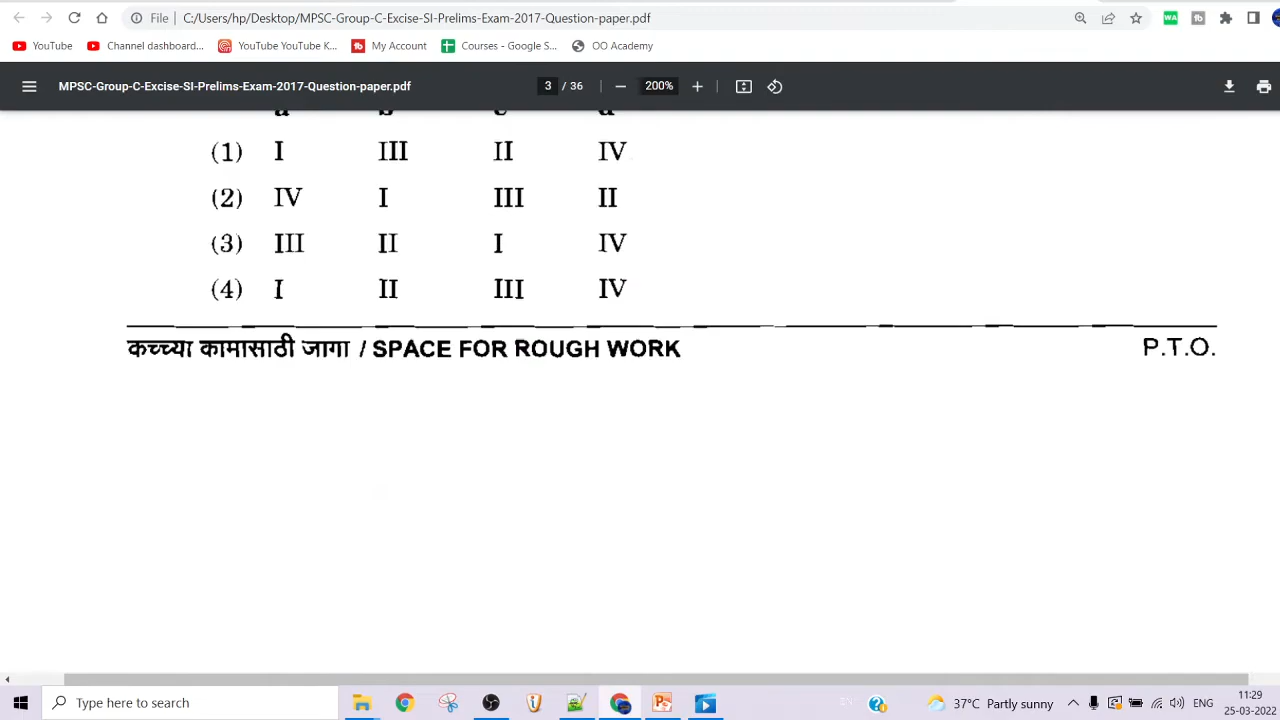 File | C:/Users/hp/Desktop/MPSC-Group-C-Excise-SI-Prelims-Exam-2017-Question-paper.pdf
YouTube Channel dashboard... YouTube YouTube K... My Account Courses - Google S... OO Academy
MPSC-Group-C-Excise-SI-Prelims-Exam-2017-Question-paper.pdf 3 / 36 200%
(1) I III II IV
(2) IV I III II
(3) III II I IV
(4) I II III IV
कच्च्या कामासाठी जागा / SPACE FOR ROUGH WORK P.T.O.
Type here to search 37°C Partly sunny ENG 11:29
25-03-2022